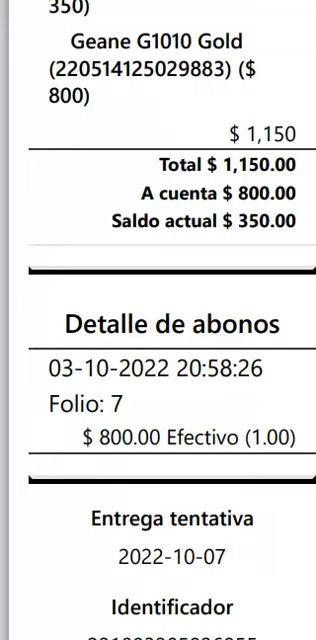 350)
Geane G1010 Gold
(220514125029883) ($
800)
$ 1,150
Total $ 1,150.00
A cuenta $ 800.00
Saldo actual $ 350.00
Detalle de abonos
03-10-2022 20:58:26
Folio: 7
$ 800.00 Efectivo (1.00)
Entrega tentativa
2022-10-07
Identificador